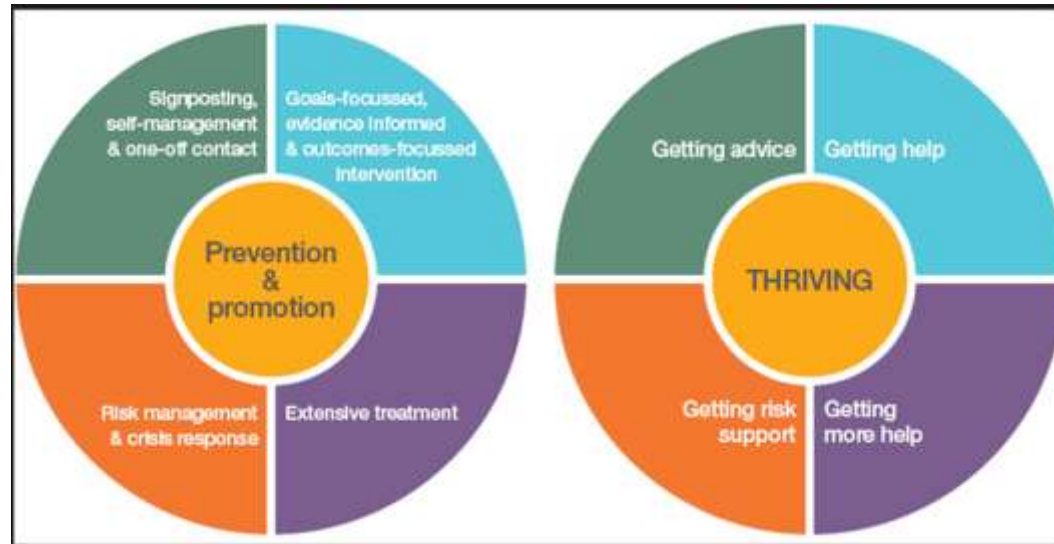 Signposting,
self-management
& one-off contact
Goals-focussed,
evidence informed
& outcomes-focussed
intervention
Prevention
&
promotion
Risk management
& crisis response
Extensive treatment
Getting advice
Getting help
THRIVING
Getting risk
support
Getting
more help